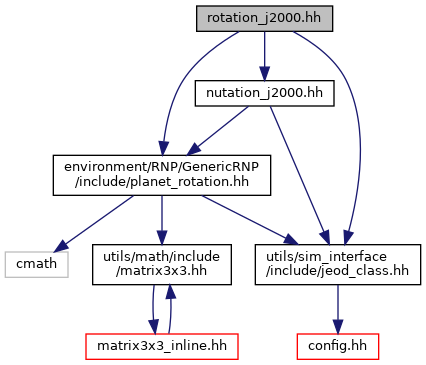 rotation_j2000.hh
nutation_j2000.hh
environment/RNP/GenericRNP
/include/planet_rotation.hh
cmath
utils/math/include
/matrix3x3.hh
utils/sim_interface
/include/jeod_class.hh
matrix3x3_inline.hh
config.hh